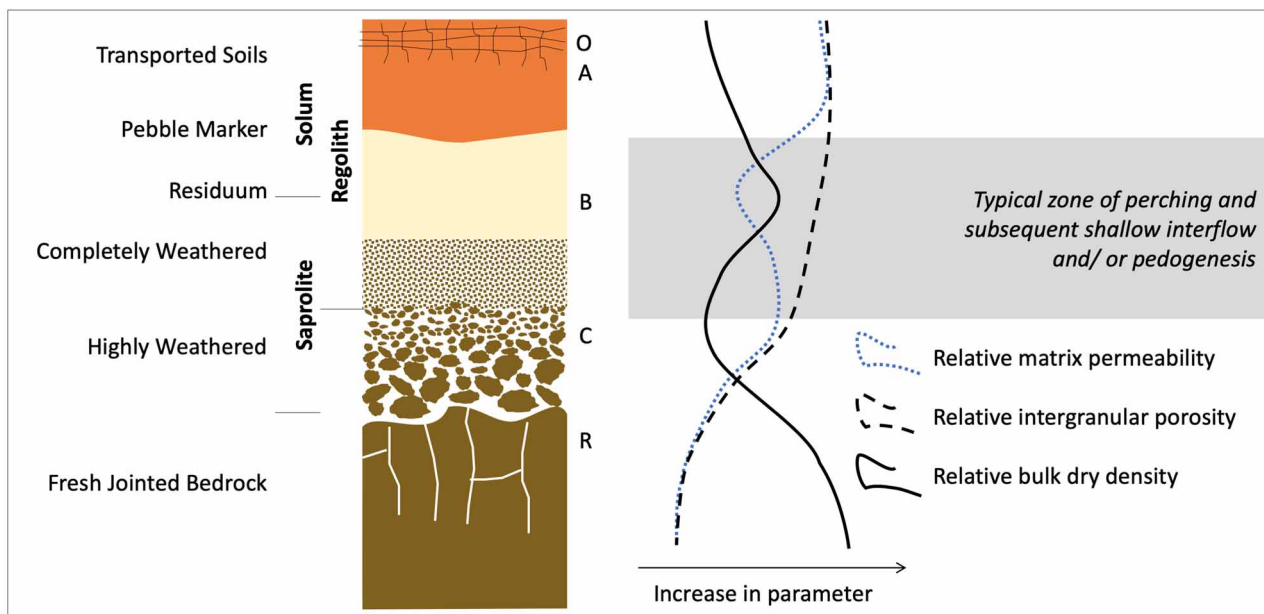 Transported Soils
Pebble Marker
Residuum
Completely Weathered
Highly Weathered
Fresh Jointed Bedrock
Solum
Regolith
Saprolite
O
A
B
C
R
Typical zone of perching and
subsequent shallow interflow
and/ or pedogenesis
Relative matrix permeability
Relative intergranular porosity
Relative bulk dry density
Increase in parameter